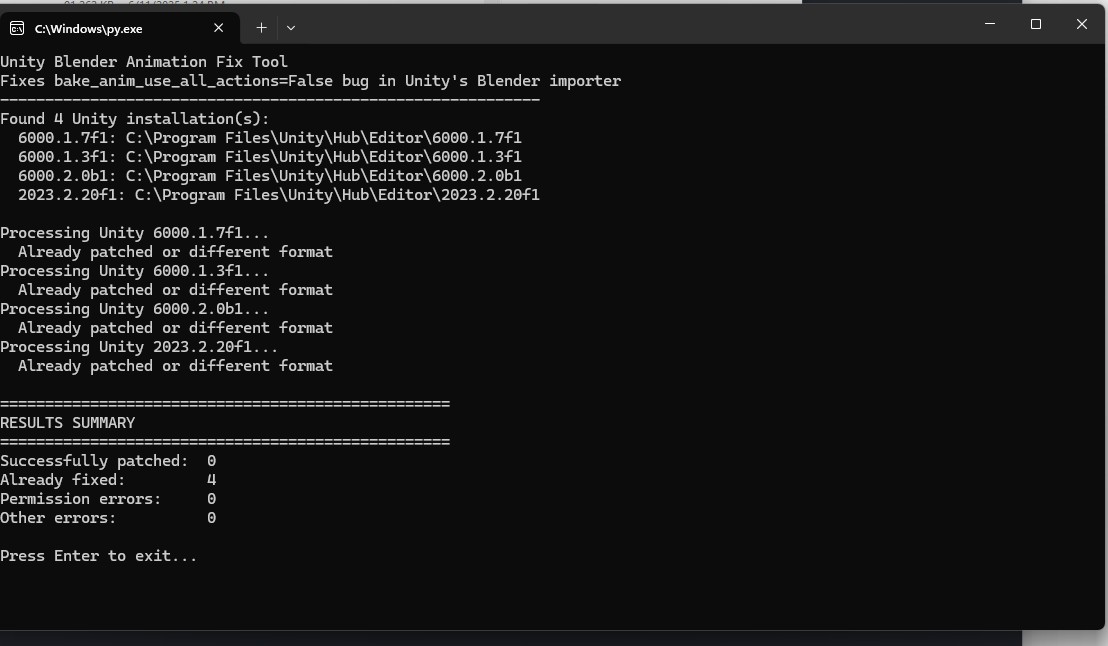 C:\Windows\py.exe
Unity Blender Animation Fix Tool
Fixes bake_anim_use_all_actions=False bug in Unity's Blender importer
------------------------------------------------------------
Found 4 Unity installation(s):
  6000.1.7f1: C:\Program Files\Unity\Hub\Editor\6000.1.7f1
  6000.1.3f1: C:\Program Files\Unity\Hub\Editor\6000.1.3f1
  6000.2.0b1: C:\Program Files\Unity\Hub\Editor\6000.2.0b1
  2023.2.20f1: C:\Program Files\Unity\Hub\Editor\2023.2.20f1

Processing Unity 6000.1.7f1...
  Already patched or different format
Processing Unity 6000.1.3f1...
  Already patched or different format
Processing Unity 6000.2.0b1...
  Already patched or different format
Processing Unity 2023.2.20f1...
  Already patched or different format

==================================================
RESULTS SUMMARY
==================================================
Successfully patched:  0
Already fixed:         4
Permission errors:     0
Other errors:          0

Press Enter to exit...